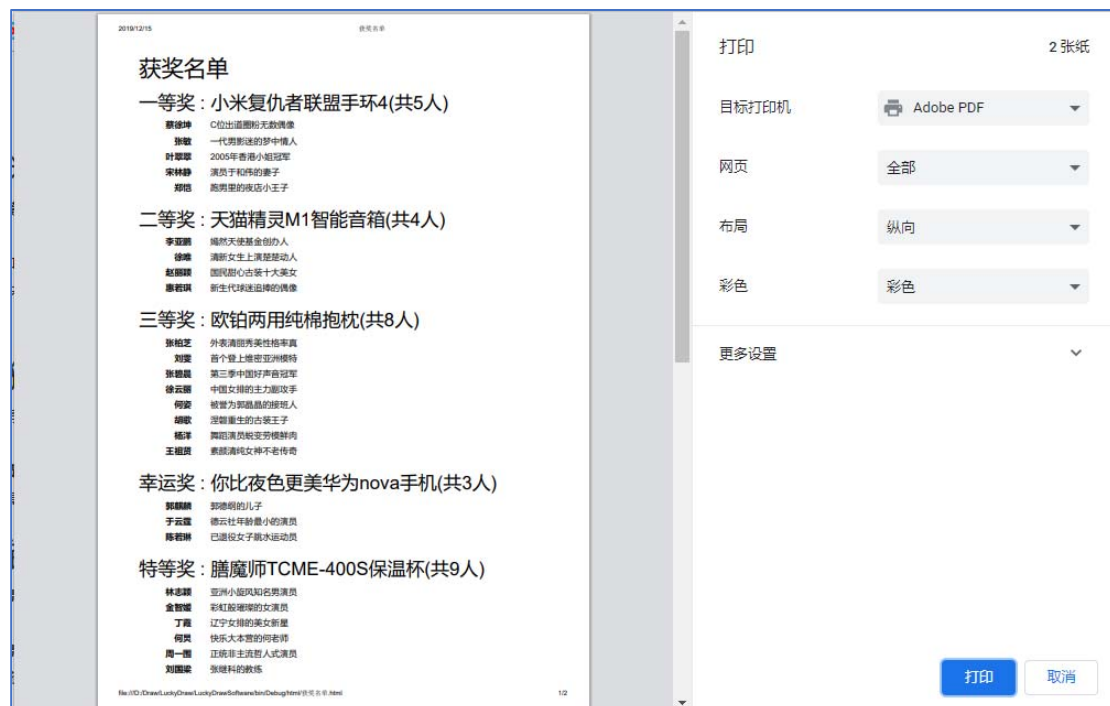 2019/12/15 获奖名单
获奖名单
一等奖 : 小米复仇者联盟手环4(共5人)
蔡徐坤 C位出道圈粉无数偶像
张敏 一代男影迷的梦中情人
叶翠翠 2005年香港小姐冠军
宋林静 演员于和伟的妻子
郑恺 跑男里的夜店小王子
二等奖 : 天猫精灵M1智能音箱(共4人)
李亚鹏 嫣然天使基金创办人
徐唯 清新女生上演楚楚动人
赵丽颖 国民甜心古装十大美女
惠若琪 新生代球迷追捧的偶像
三等奖 : 欧铂两用纯棉抱枕(共8人)
张柏芝 外表清丽秀美性格率真
刘雯 首个登上维密亚洲模特
张碧晨 第三季中国好声音冠军
徐云丽 中国女排的主力副攻手
何姿 被誉为郭晶晶的接班人
胡歌 涅磐重生的古装王子
杨洋 舞蹈演员蜕变劳模鲜肉
王祖贤 素颜清纯女神不老传奇
幸运奖 : 你比夜色更美华为nova手机(共3人)
郭麒麟 郭德纲的儿子
于云霆 德云社年龄最小的演员
陈若琳 已退役女子跳水运动员
特等奖 : 膳魔师TCME-400S保温杯(共9人)
林志颖 亚洲小旋风知名男演员
金智媛 彩虹般璀璨的女演员
丁霞 辽宁女排的美女新星
何炅 快乐大本营的何老师
周一围 正统非主流哲人式演员
刘国梁 张继科的教练
file:///D:/Draw/LuckyDraw/LuckyDrawSoftware/bin/Debug/html/获奖名单.html 1/2
打印 2 张纸
目标打印机 Adobe PDF
网页 全部
布局 纵向
彩色 彩色
更多设置
打印 取消